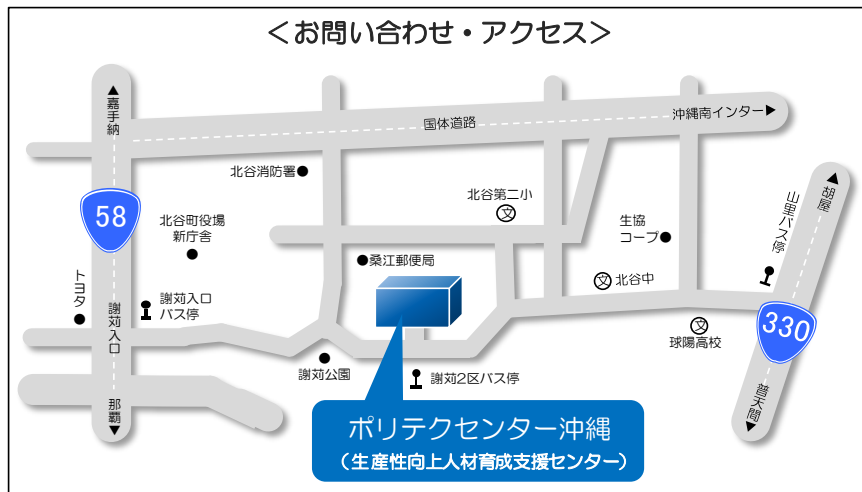 ＜お問い合わせ・アクセス＞
嘉手納
国体道路
沖縄南インター
北谷消防署
58
北谷町役場
新庁舎
北谷第二小
文
生協
コープ
山里バス停
胡屋
桑江郵便局
トヨタ
謝苅入口
謝苅入口
バス停
文
北谷中
330
文
球陽高校
謝苅公園
謝苅2区バス停
那覇
普天間
ポリテクセンター沖縄
（生産性向上人材育成支援センター）